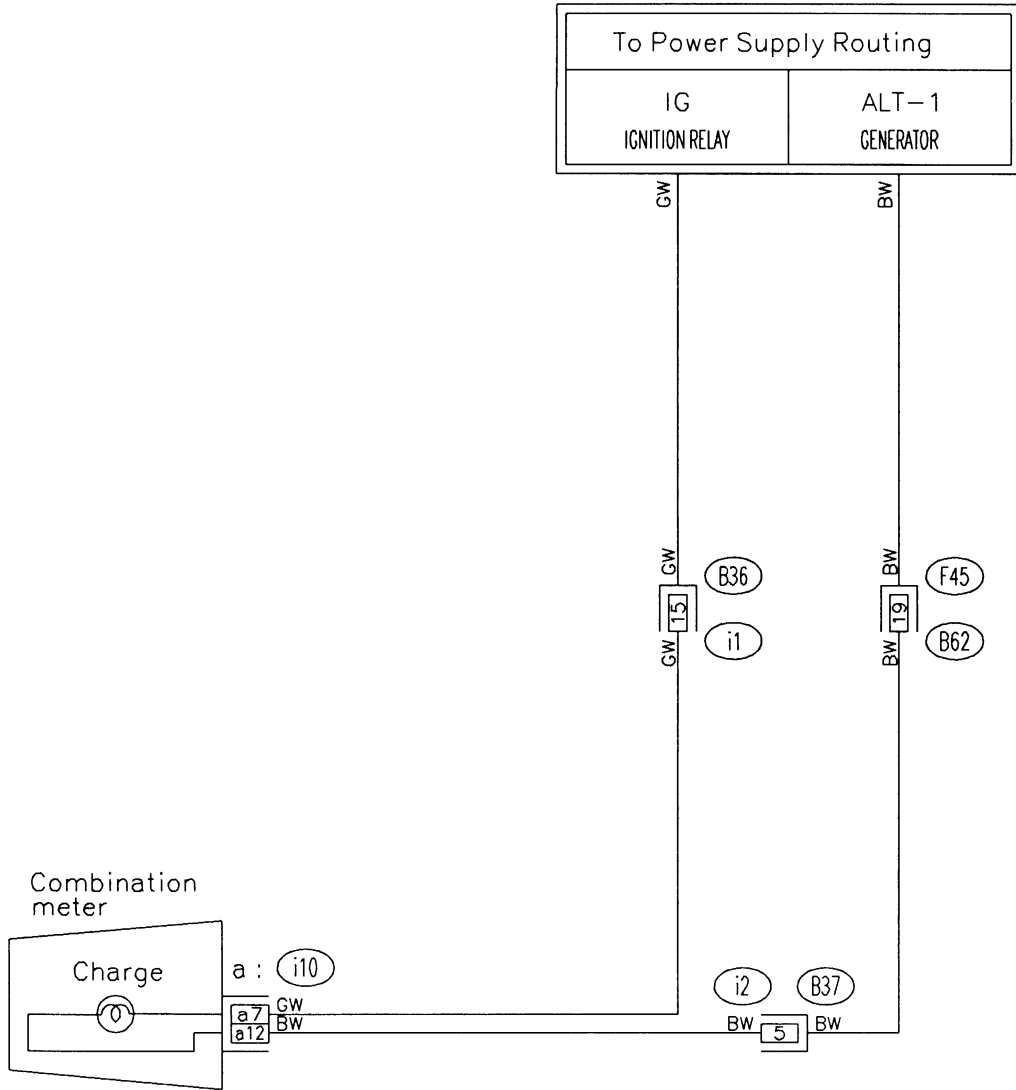 To Power Supply Routing
IG
IGNITION RELAY
ALT-1
GENERATOR
GW
BW
GW
B36
BW
F45
15
19
GW
i1
BW
B62
Combination
meter
Charge
a : i10
i2
B37
a7
GW
a12
BW
BW
5
BW